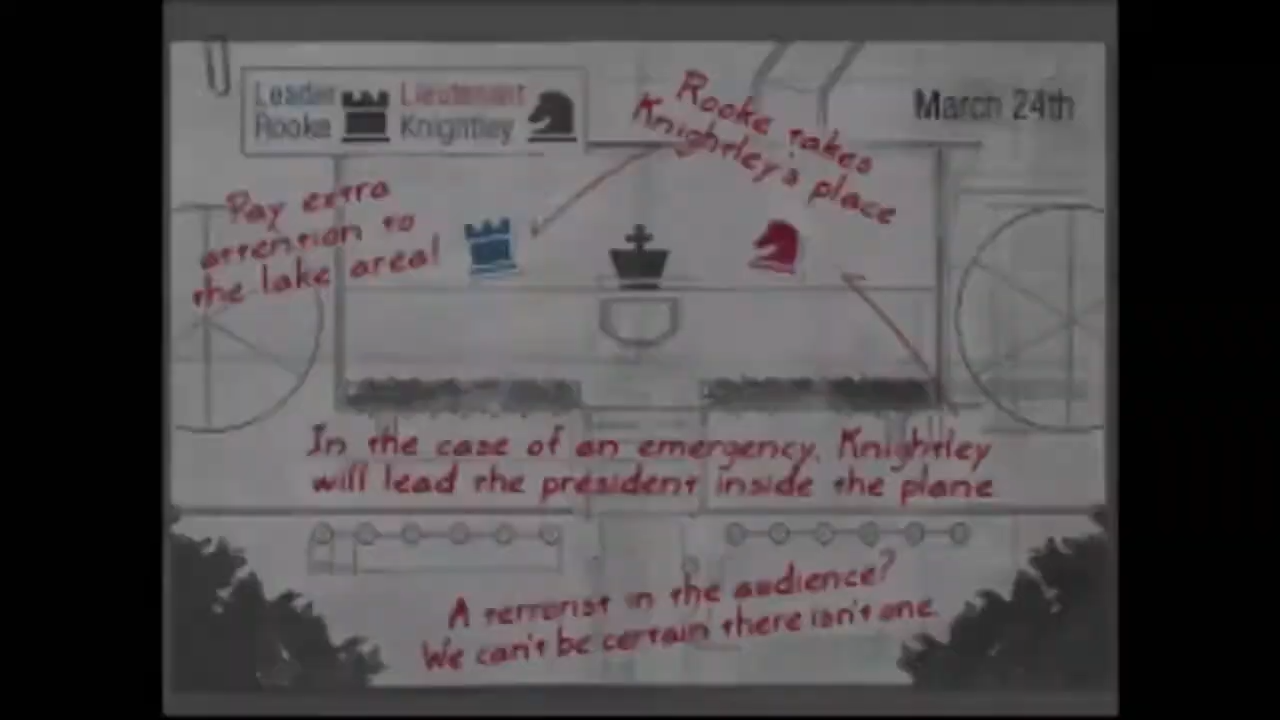 Leader
Rooke
Lieutenant
Knightley
March 24th
Rooke takes
Knightley's place
Pay extra
attention to
the lake area!
In the case of an emergency, Knightley
will lead the president inside the plane
A terrorist in the audience?
We can't be certain there isn't one.